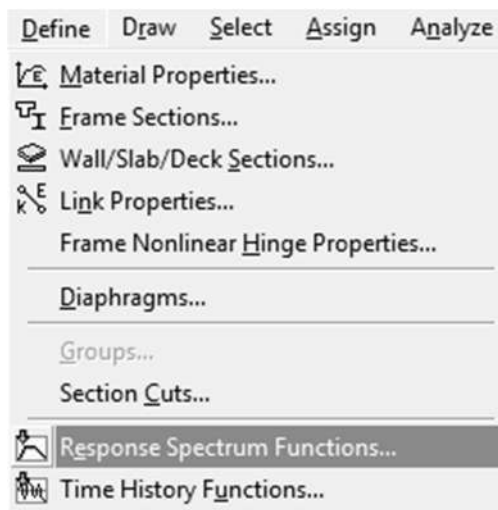 Define Draw Select Assign Analyze
Material Properties...
Frame Sections...
Wall/Slab/Deck Sections...
Link Properties...
Frame Nonlinear Hinge Properties...
Diaphragms...
Groups...
Section Cuts...
Response Spectrum Functions...
Time History Functions...